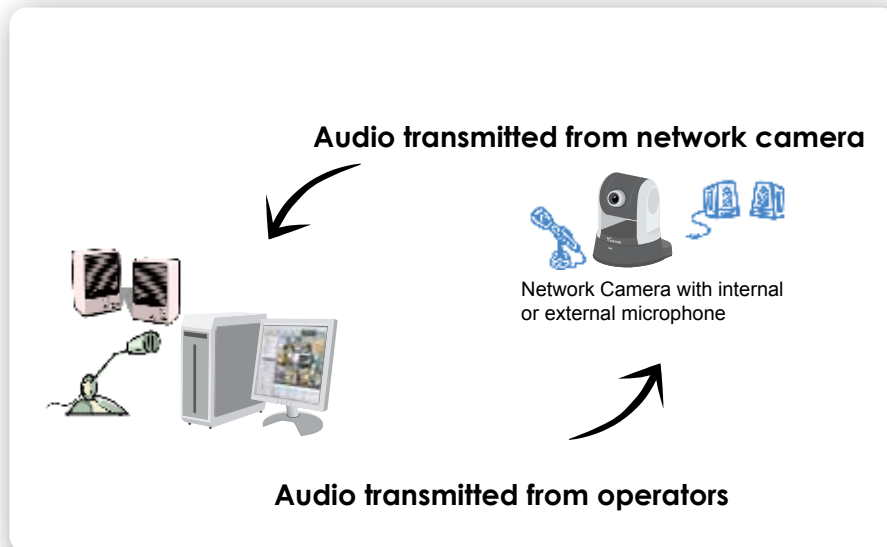 Audio transmitted from network camera
Network Camera with internal
or external microphone
Audio transmitted from operators